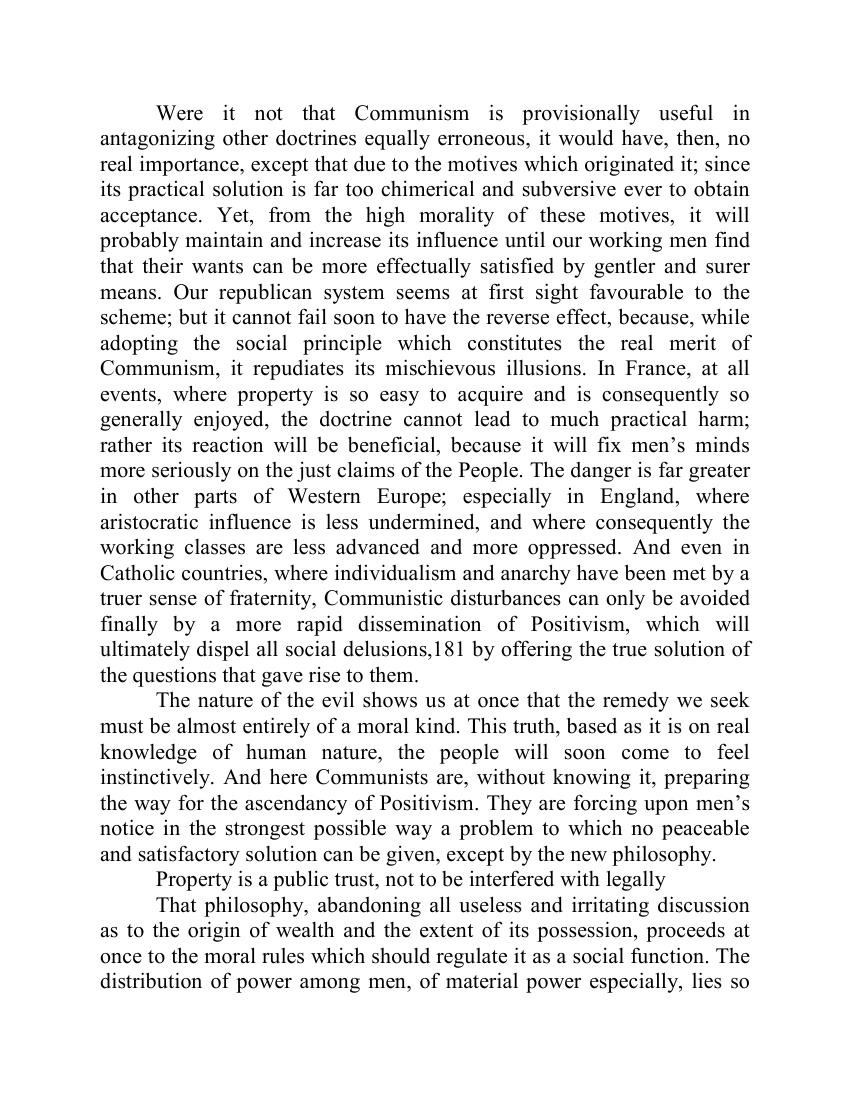 Were it not that Communism is provisionally useful in
antagonizing other doctrines equally erroneous, it would have, then, no
real importance, except that due to the motives which originated it; since
its practical solution is far too chimerical and subversive ever to obtain
acceptance. Yet, from the high morality of these motives, it will
probably maintain and increase its influence until our working men find
that their wants can be more effectually satisfied by gentler and surer
means. Our republican system seems at first sight favourable to the
scheme; but it cannot fail soon to have the reverse effect, because, while
adopting the social principle which constitutes the real merit of
Communism, it repudiates its mischievous illusions. In France, at all
events, where property is so easy to acquire and is consequently so
generally enjoyed, the doctrine cannot lead to much practical harm;
rather its reaction will be beneficial, because it will fix men’s minds
more seriously on the just claims of the People. The danger is far greater
in other parts of Western Europe; especially in England, where
aristocratic influence is less undermined, and where consequently the
working classes are less advanced and more oppressed. And even in
Catholic countries, where individualism and anarchy have been met by a
truer sense of fraternity, Communistic disturbances can only be avoided
finally by a more rapid dissemination of Positivism, which will
ultimately dispel all social delusions,181 by offering the true solution of
the questions that gave rise to them.
The nature of the evil shows us at once that the remedy we seek
must be almost entirely of a moral kind. This truth, based as it is on real
knowledge of human nature, the people will soon come to feel
instinctively. And here Communists are, without knowing it, preparing
the way for the ascendancy of Positivism. They are forcing upon men’s
notice in the strongest possible way a problem to which no peaceable
and satisfactory solution can be given, except by the new philosophy.
Property is a public trust, not to be interfered with legally
That philosophy, abandoning all useless and irritating discussion
as to the origin of wealth and the extent of its possession, proceeds at
once to the moral rules which should regulate it as a social function. The
distribution of power among men, of material power especially, lies so